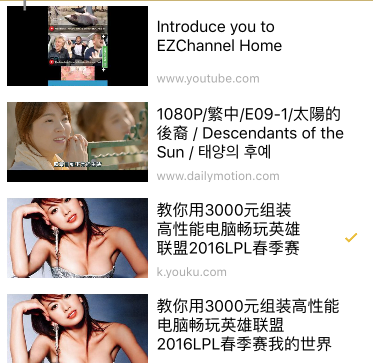 Introduce you to
EZChannel Home
www.youtube.com
1080P/繁中/E09-1/太陽的
後裔 / Descendants of the
Sun / 태양의 후예
www.dailymotion.com
教你用3000元组装
高性能电脑畅玩英雄
联盟2016LPL春季赛
k.youku.com
教你用3000元组装高性能
电脑畅玩英雄联盟
2016LPL春季赛我的世界